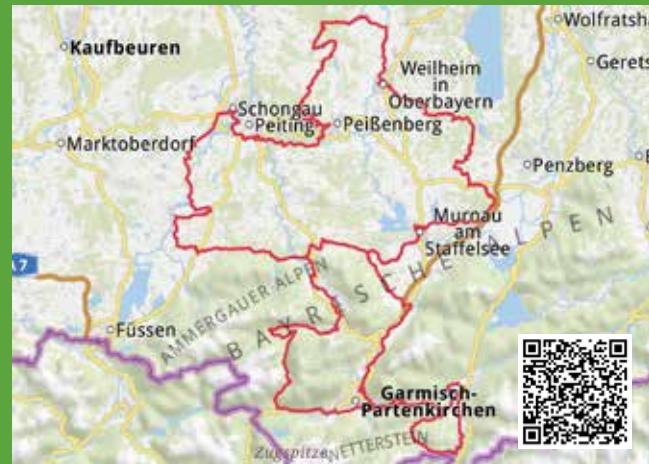 Kaufbeuren
Wolfratsha
Gerets
Weilheim
in
Oberbayern
Schongau
Peiting
Peißenberg
Marktoberdorf
Penzberg
Murnau
am
Staffelsee
A7
AMMERGAUER ALPEN
BAYRISCHE ALPEN
Füssen
Garmisch-
Partenkirchen
Zugspitze
NETTERSTEIN